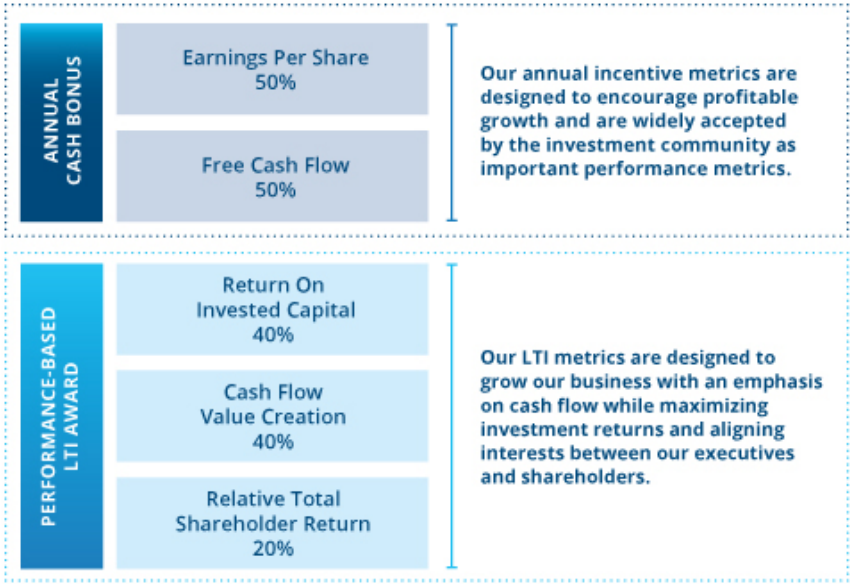 ANNUAL
CASH BONUS
Earnings Per Share
50%
Free Cash Flow
50%
Our annual incentive metrics are
designed to encourage profitable
growth and are widely accepted
by the investment community as
important performance metrics.
PERFORMANCE-BASED
LTI AWARD
Return On
Invested Capital
40%
Cash Flow
Value Creation
40%
Relative Total
Shareholder Return
20%
Our LTI metrics are designed to
grow our business with an emphasis
on cash flow while maximizing
investment returns and aligning
interests between our executives
and shareholders.